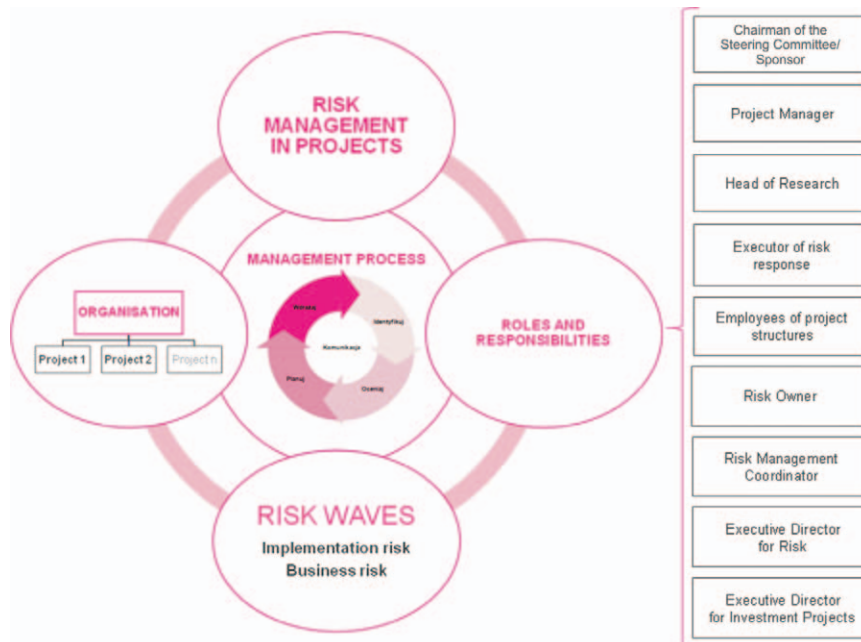 RISK
MANAGEMENT
IN PROJECTS
MANAGEMENT PROCESS
Identyfikuj
Komunikacja
Planuj
ORGANISATION
Project 1
Project 2
Project n
ROLES AND
RESPONSIBILITIES
RISK WAVES
Implementation risk
Business risk
Chairman of the
Steering Committee/
Sponsor
Project Manager
Head of Research
Executor of risk
response
Employees of project
structures
Risk Owner
Risk Management
Coordinator
Executive Director
for Risk
Executive Director
for Investment Projects